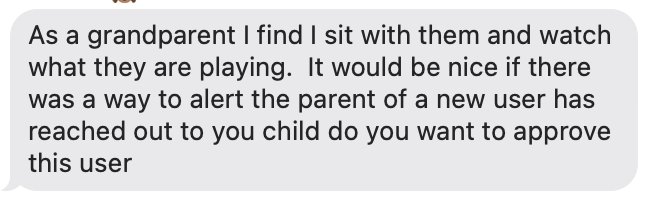 As a grandparent I find I sit with them and watch
what they are playing.  It would be nice if there
was a way to alert the parent of a new user has
reached out to you child do you want to approve
this user